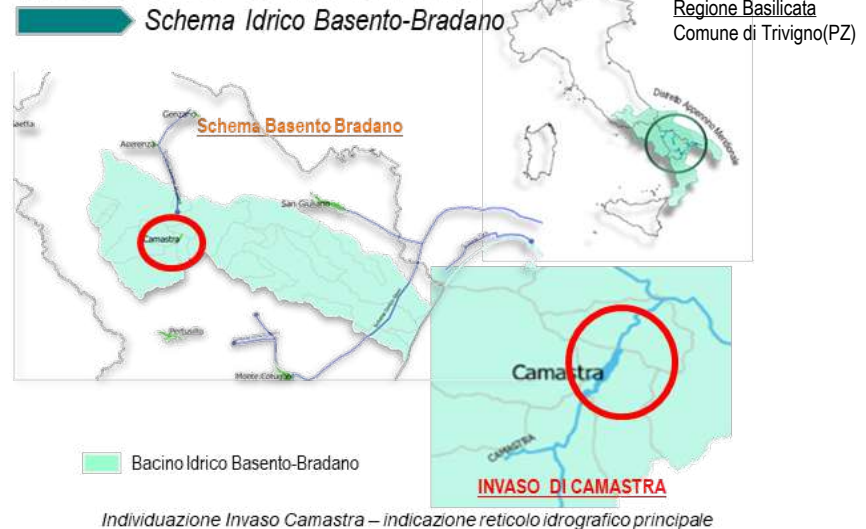 Schema Idrico Basento-Bradano
Regione Basilicata
Comune di Trivigno(PZ)
Distretto Appennino Meridionale
Genzano
Schema Basento Bradano
Acerenza
San Giuliano
Camastra
Pertusillo
Monte Cotugno
Camastra
CAMASTRA
INVASO DI CAMASTRA
Bacino Idrico Basento-Bradano
Individuazione Invaso Camastra – indicazione reticolo idrografico principale